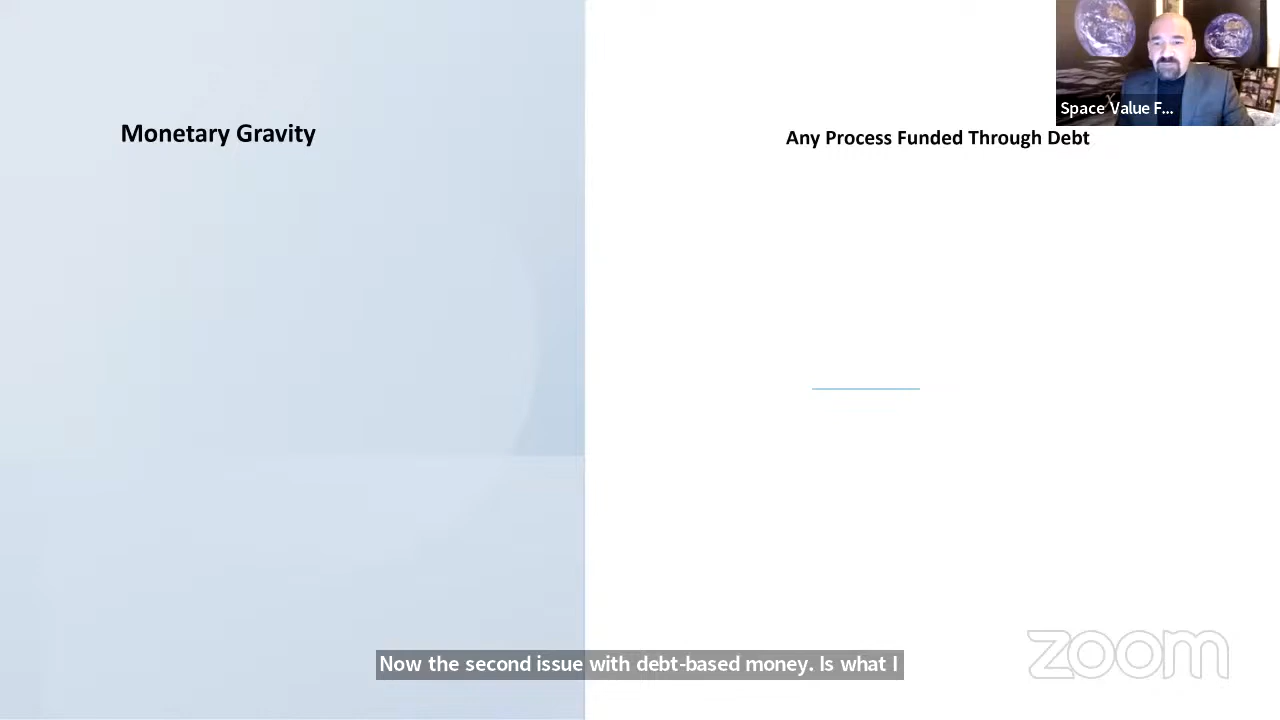 Monetary Gravity
Space Value F...
Any Process Funded Through Debt
Now the second issue with debt-based money. Is what I
zoom